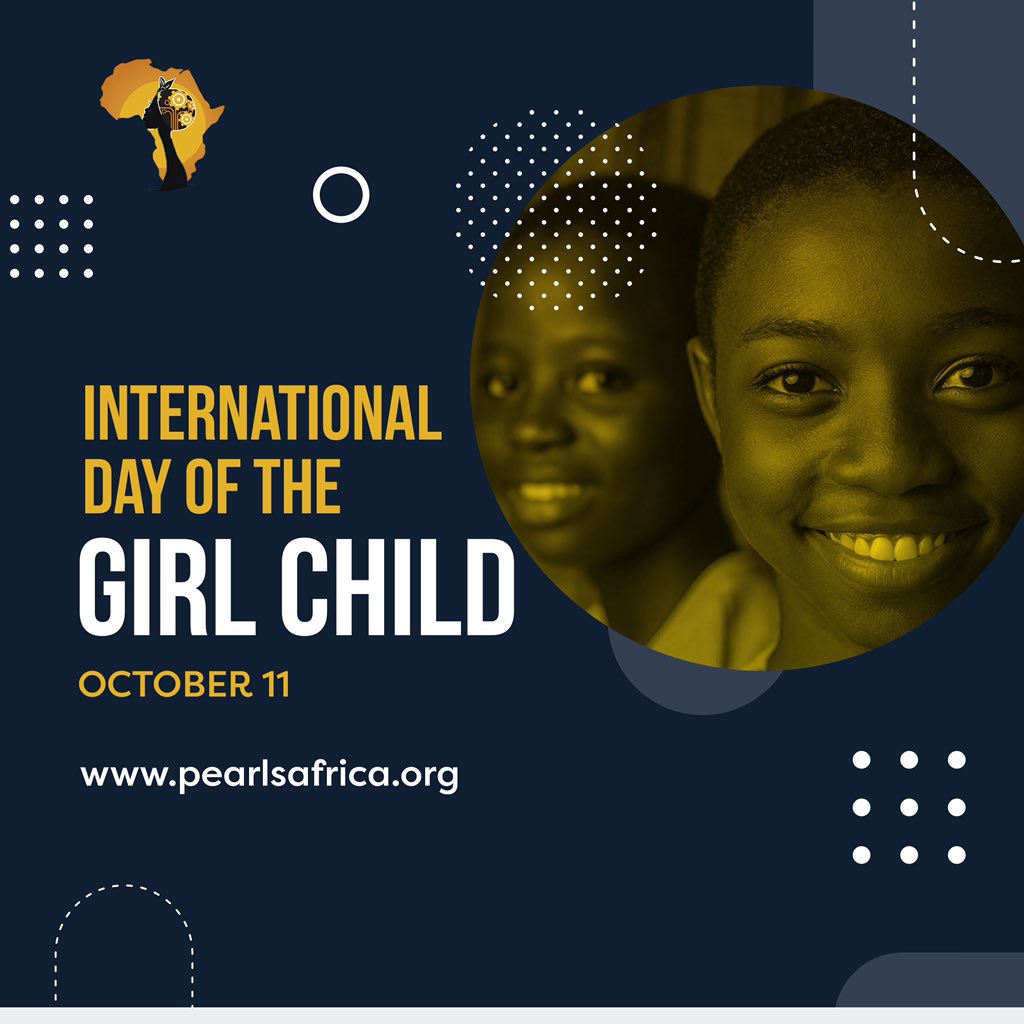 INTERNATIONAL
DAY OF THE
GIRL CHILD
OCTOBER 11
www.pearlsafrica.org